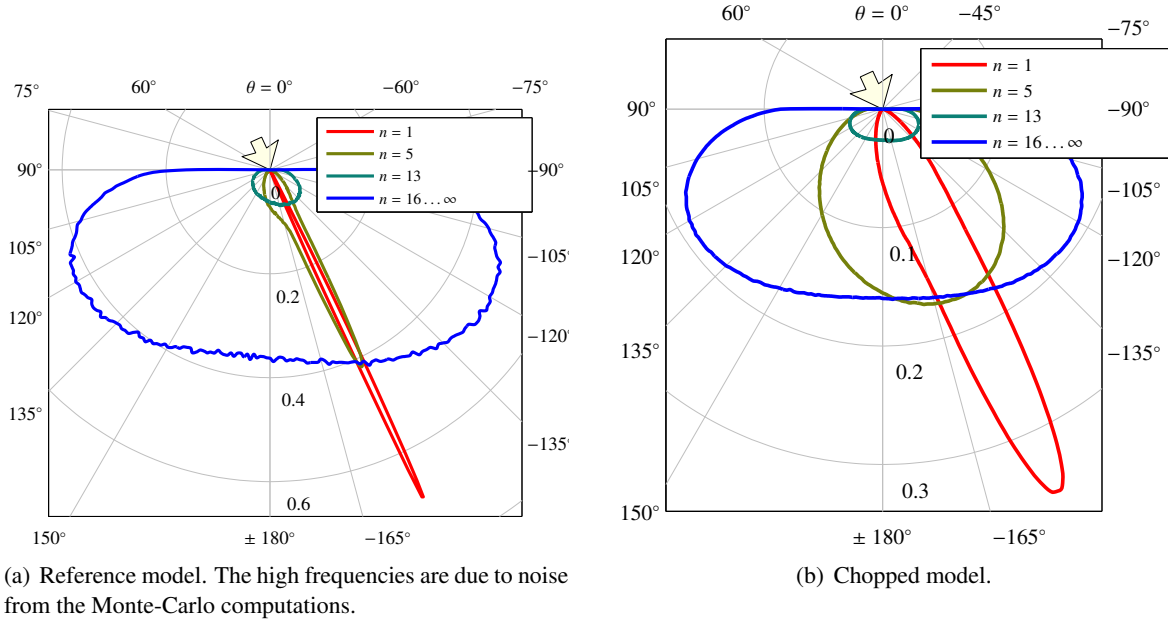 75° 60° θ = 0° −60° −75°
n = 1
n = 5
n = 13
n = 16 . . . ∞
90° −90°
0
105° −105°
0.2
120° −120°
0.4
135° −135°
0.6
150° ± 180° −165°
(a) Reference model. The high frequencies are due to noise
from the Monte-Carlo computations.
60° θ = 0° −45°
−75°
n = 1
n = 5
n = 13
n = 16 . . . ∞
90° −90°
0
105° −105°
0.1
120° −120°
135° −135°
0.2
0.3
150°
± 180° −165°
(b) Chopped model.